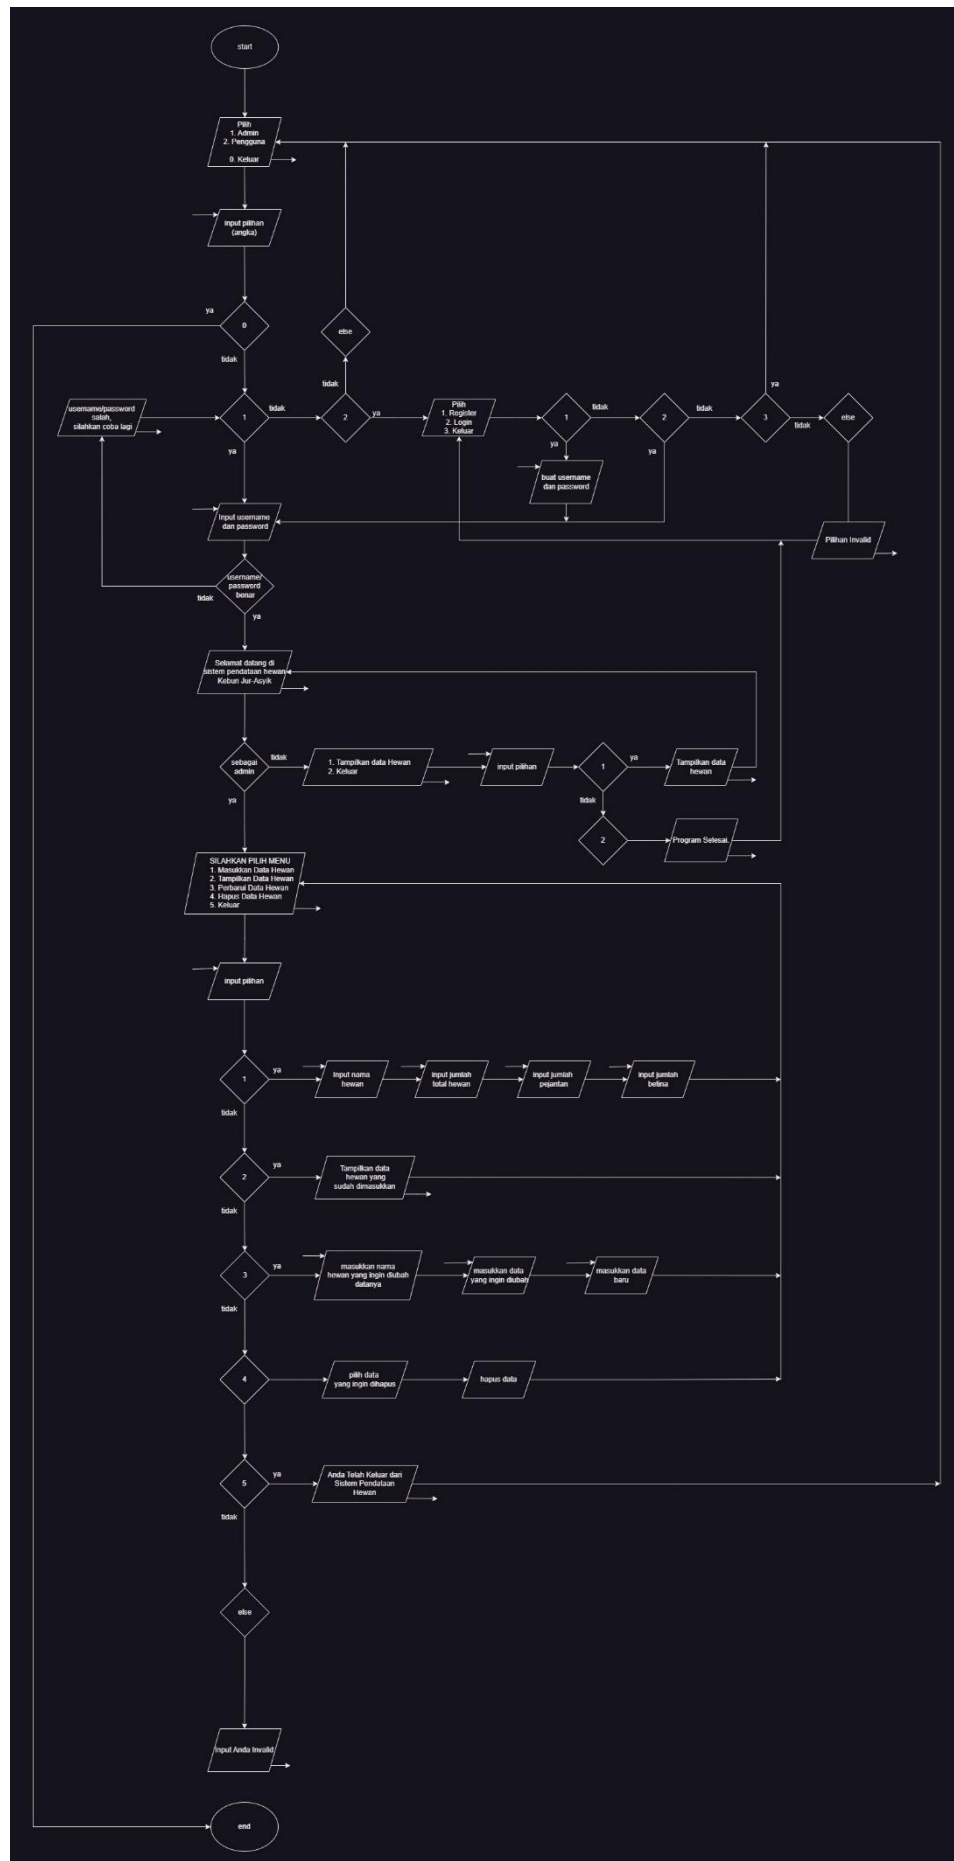 start
Pilih
1. Admin
2. Pengguna
0. Keluar
input pilihan
(angka)
ya
0
tidak
else
tidak
username/password
salah,
silahkan coba lagi
1
tidak
2
ya
Pilih
1. Register
2. Login
3. Keluar
1
tidak
2
tidak
3
ya
tidak
else
ya
ya
ya
buat username
dan password
Input username
dan password
Pilihan Invalid
username/
password
benar
tidak
ya
Selamat datang di
sistem pendataan hewan
Kebun Jur-Asyik
sebagai
admin
tidak
1. Tampilkan data Hewan
2. Keluar
input pilihan
1
ya
Tampilkan data
hewan
ya
tidak
2
Program Selesai.
SILAHKAN PILIH MENU
1. Masukkan Data Hewan
2. Tampilkan Data Hewan
3. Perbarui Data Hewan
4. Hapus Data Hewan
5. Keluar
input pilihan
1
ya
Input nama
hewan
input jumlah
total hewan
input jumlah
pejantan
input jumlah
betina
tidak
2
ya
Tampilkan data
hewan yang
sudah dimasukkan
tidak
3
ya
masukkan nama
hewan yang ingin diubah
datanya
masukkan data
yang ingin diubah
masukkan data
baru
tidak
4
pilih data
yang ingin dihapus
hapus data
5
ya
Anda Telah Keluar dari
Sistem Pendataan
Hewan
tidak
else
Input Anda Invalid
end